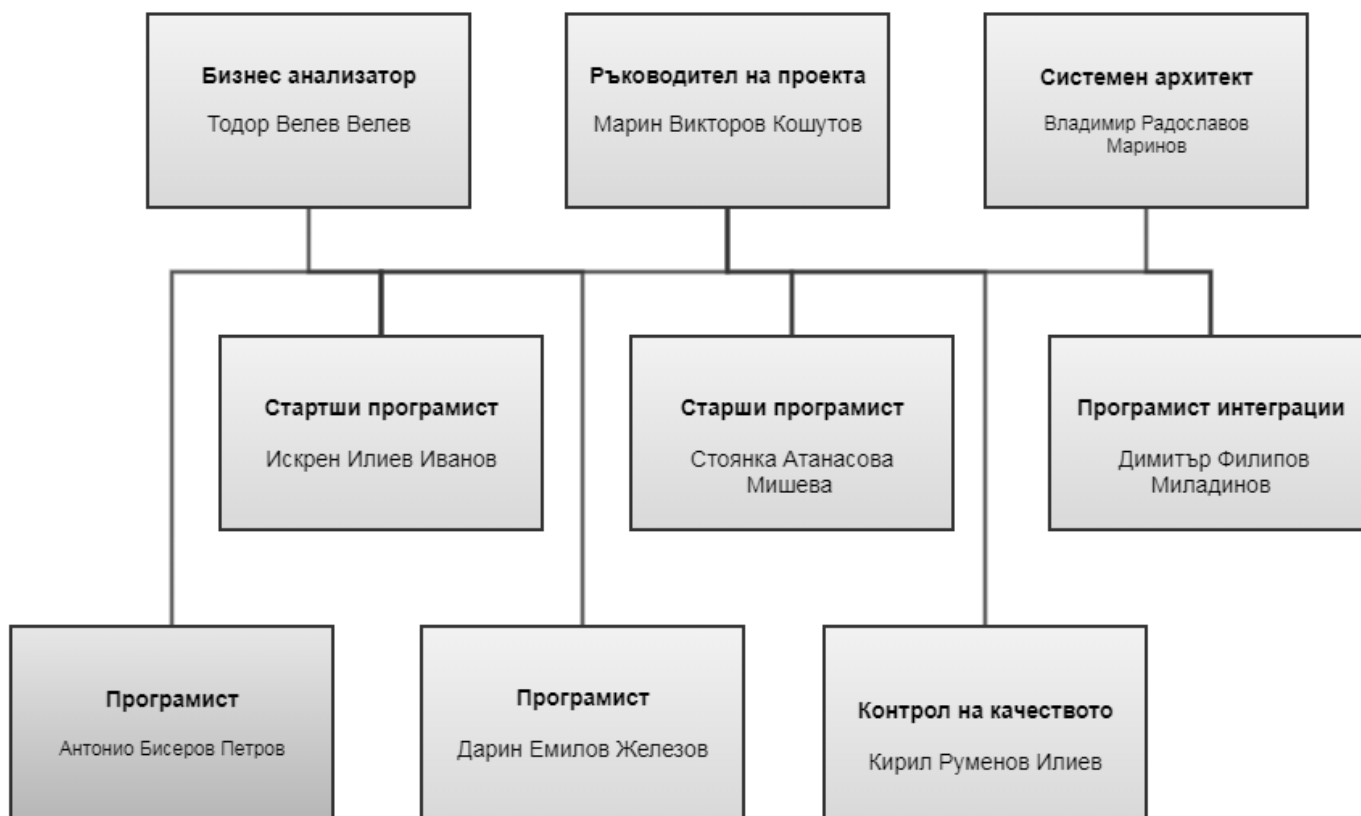 Бизнес анализатор
Тодор Велев Велев
Ръководител на проекта
Марин Викторов Кошутов
Системен архитект
Владимир Радославов
Маринов
Стартши програмист
Искрен Илиев Иванов
Старши програмист
Стоянка Атанасова
Мишева
Програмист интеграции
Димитър Филипов
Миладинов
Програмист
Антонио Бисеров Петров
Програмист
Дарин Емилов Железов
Контрол на качеството
Кирил Руменов Илиев